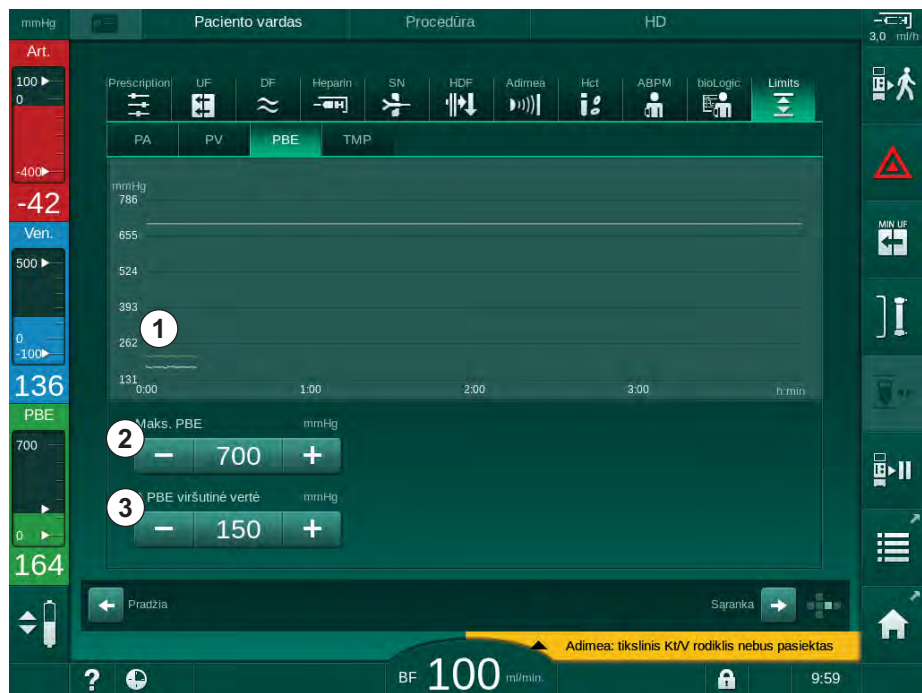 mmHg
Paciento vardas
Procedūra
HD
3,0 ml/h
Art.
100
0
-400
-42
Ven.
500
0
-100
136
PBE
700
0
164
Prescription
UF
DF
Heparin
SN
HDF
Adimea
Hct
ABPM
bioLogic
Limits
PA
PV
PBE
TMP
mmHg
786
655
524
393
262
131
0:00
1:00
2:00
3:00
h:min
1
2
Maks. PBE
mmHg
− 700 +
3
PBE viršutinė vertė
mmHg
− 150 +
MIN UF
Pradžia
Sąranka
Adimea: tikslinis Kt/V rodiklis nebus pasiektas
?
BF 100 ml/min.
9:59